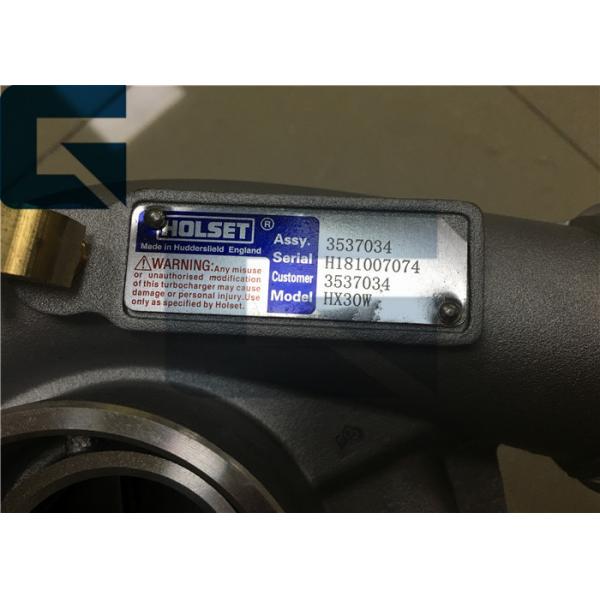 HOLSET ®
Made in Huddersfield England
⚠WARNING: Any misuse
or unauthorised modification
of this turbocharger may cause
damage or personal injury. Use
only as specified by Holset.
Assy. 3537034
Serial H181007074
Customer 3537034
Model HX30W